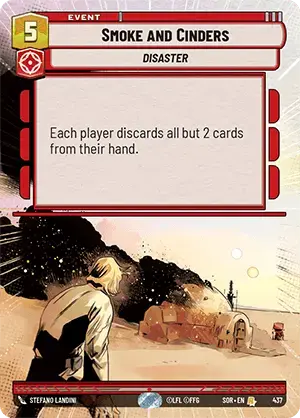 EVENT
5
SMOKE AND CINDERS
DISASTER
Each player discards all but 2 cards
from their hand.
STEFANO LANDINI
©LFL ©FFG
SOR • EN
437